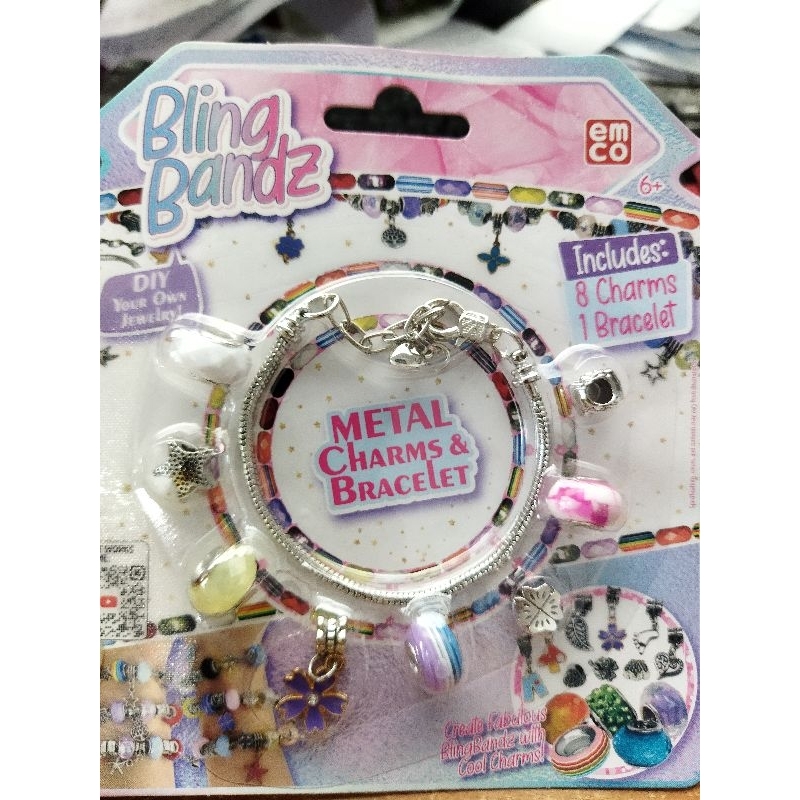 Bling
Bandz
em
co
6+
DIY
Your Own
Jewelry!
Includes:
8 Charms
1 Bracelet
METAL
Charms &
Bracelet
WORKS
Create Fabulous
BlingBandz with
Cool Charms!